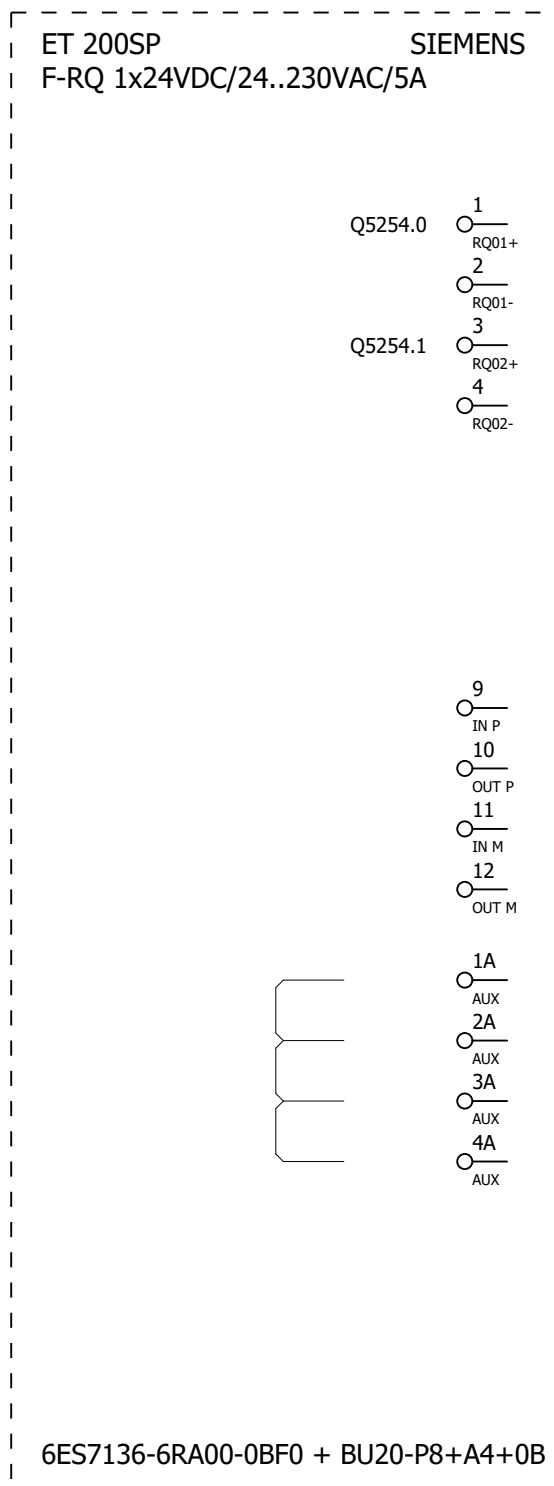 ET 200SP SIEMENS
F-RQ 1x24VDC/24..230VAC/5A
1
Q5254.0
RQ01+
2
RQ01-
3
Q5254.1
RQ02+
4
RQ02-
9
IN P
10
OUT P
11
IN M
12
OUT M
1A
AUX
2A
AUX
3A
AUX
4A
AUX
6ES7136-6RA00-0BF0 + BU20-P8+A4+0B